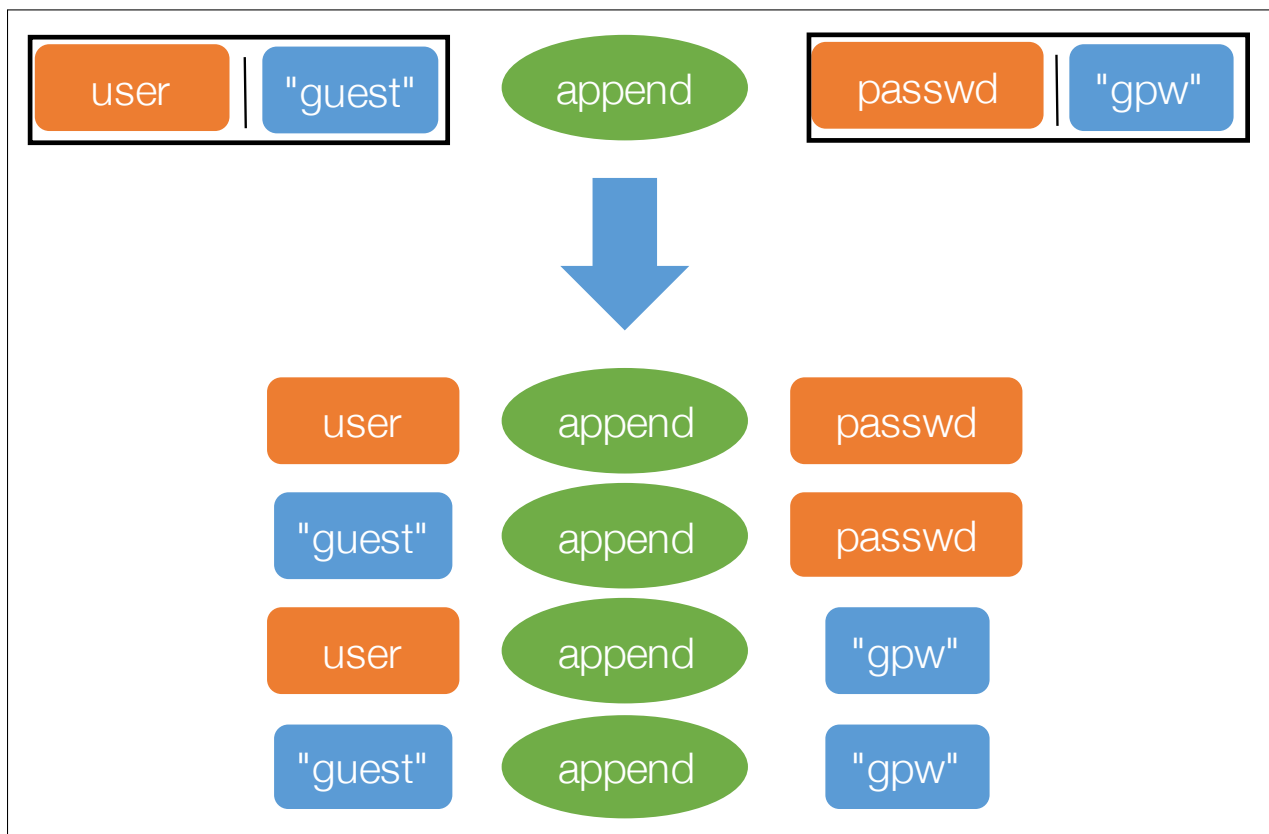 user | "guest" append passwd | "gpw"
user append passwd
"guest" append passwd
user append "gpw"
"guest" append "gpw"